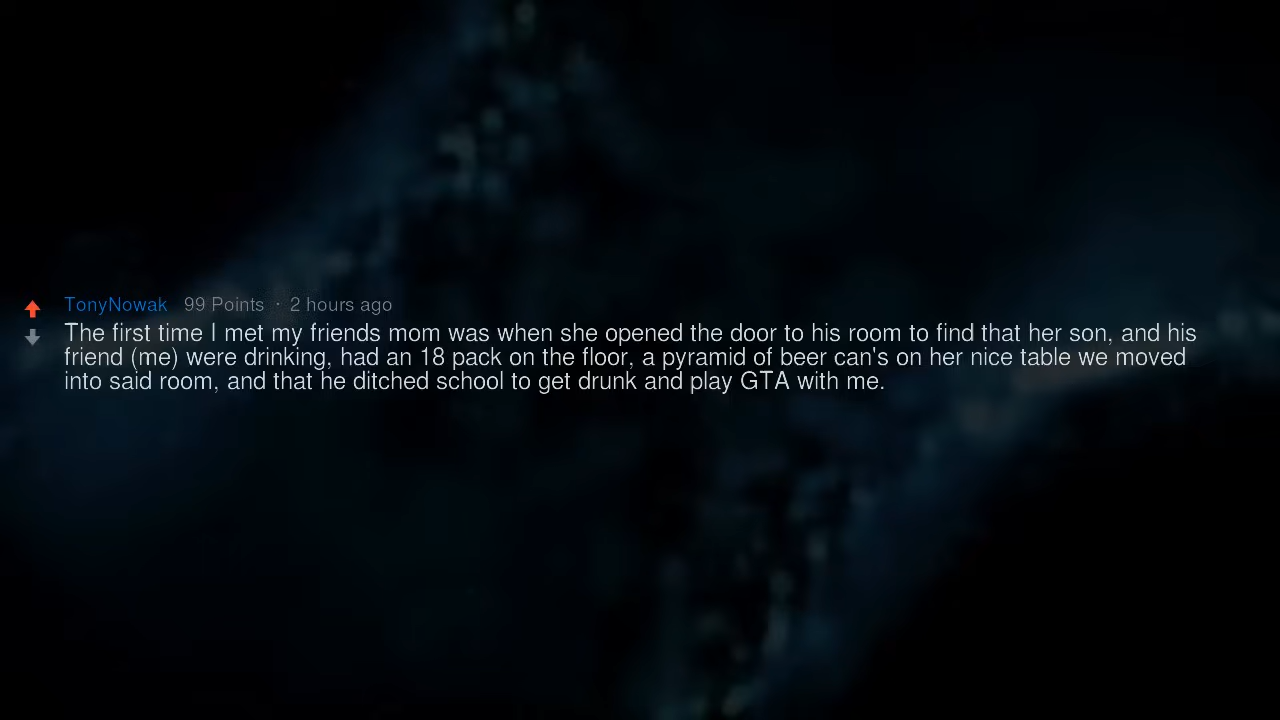 TonyNowak 99 Points · 2 hours ago
The first time I met my friends mom was when she opened the door to his room to find that her son, and his
friend (me) were drinking, had an 18 pack on the floor, a pyramid of beer can's on her nice table we moved
into said room, and that he ditched school to get drunk and play GTA with me.